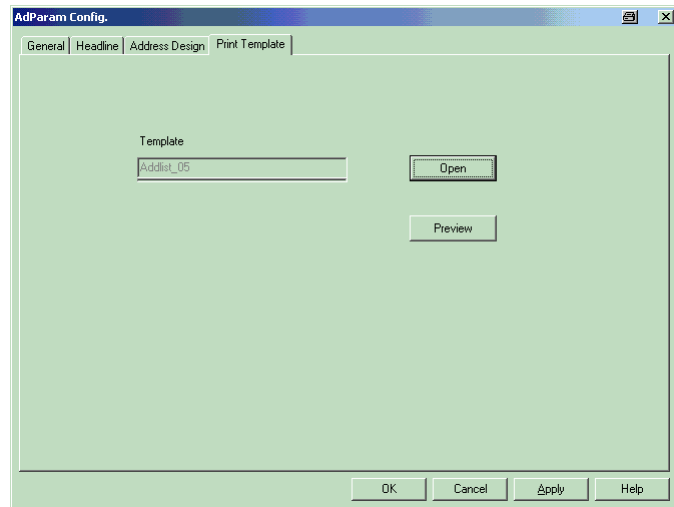 AdParam Config.
General Headline Address Design Print Template
Template
Addlist_05 Open
Preview
OK Cancel Apply Help